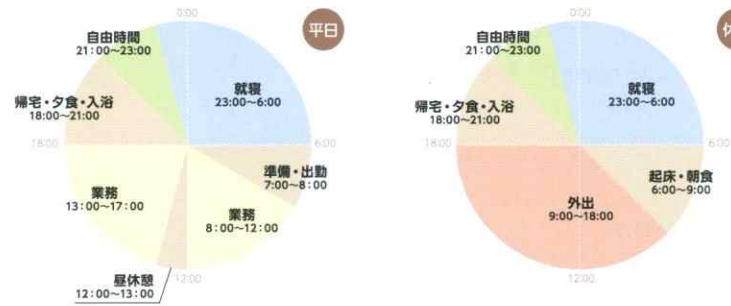 0:00
平日
自由時間
21:00~23:00
就寝
23:00~6:00
帰宅・夕食・入浴
18:00~21:00
18:00
6:00
準備・出勤
7:00~8:00
業務
13:00~17:00
業務
8:00~12:00
12:00
昼休憩
12:00~13:00
0:00
自由時間
21:00~23:00
就寝
23:00~6:00
帰宅・夕食・入浴
18:00~21:00
18:00
6:00
起床・朝食
6:00~9:00
外出
9:00~18:00
12:00